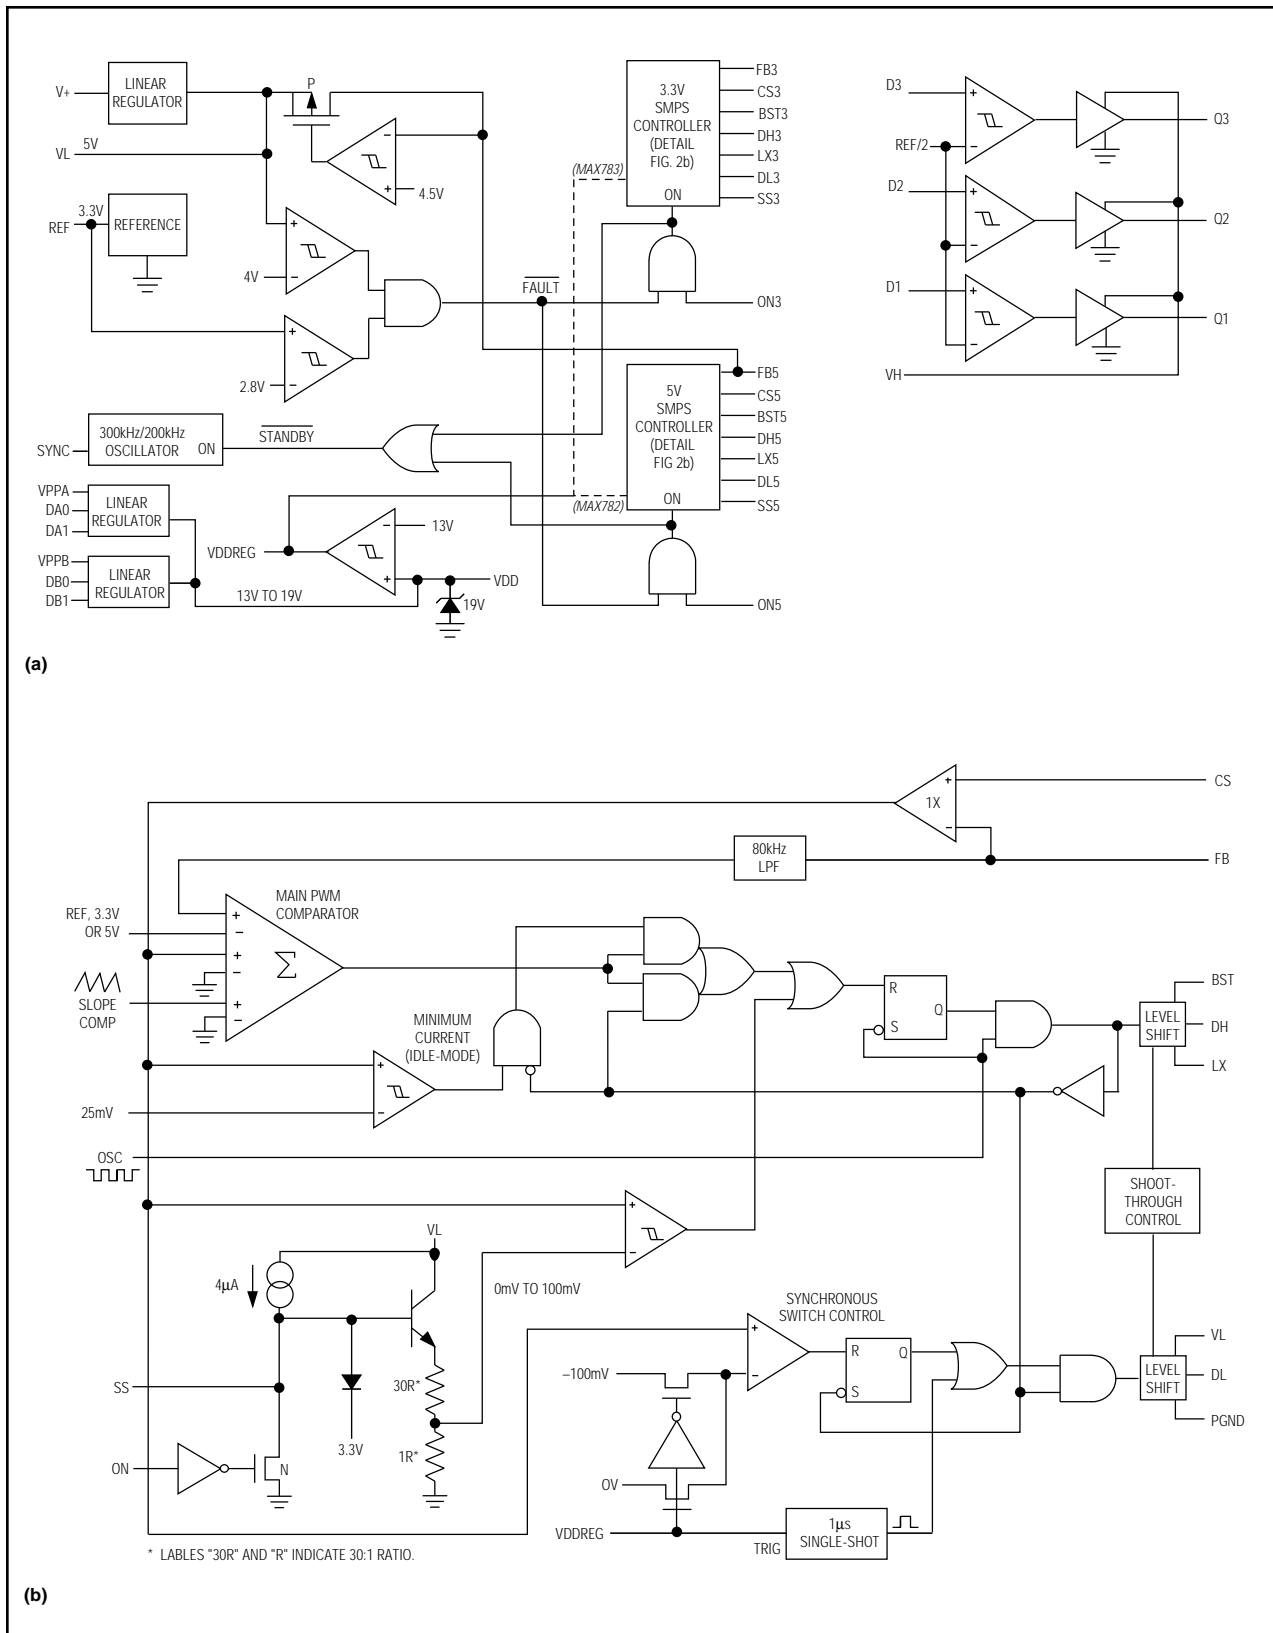 V+
LINEAR
REGULATOR
P
VL
5V
–
+
4.5V
REF
3.3V
REFERENCE
+
4V
–
+
2.8V
–
FAULT
(MAX783)
3.3V
SMPS
CONTROLLER
(DETAIL
FIG. 2b)
ON
FB3
CS3
BST3
DH3
LX3
DL3
SS3
ON3
D3
+
REF/2
–
D2
+
–
D1
+
–
VH
Q3
Q2
Q1
5V
SMPS
CONTROLLER
(DETAIL
FIG 2b)
ON
FB5
CS5
BST5
DH5
LX5
DL5
SS5
ON5
(MAX782)
SYNC
300kHz/200kHz
OSCILLATOR
ON
STANDBY
VPPA
DA0
DA1
LINEAR
REGULATOR
VPPB
DB0
DB1
LINEAR
REGULATOR
VDDREG
–
13V
+
VDD
13V TO 19V
19V
(a)
CS
+
1X
–
FB
80kHz
LPF
MAIN PWM
COMPARATOR
REF, 3.3V
OR 5V
+
–
+
–
+
–
Σ
SLOPE
COMP
MINIMUM
CURRENT
(IDLE-MODE)
+
25mV
–
OSC
R
Q
S
LEVEL
SHIFT
BST
DH
LX
SHOOT-
THROUGH
CONTROL
+
–
0mV TO 100mV
VL
4µA
SS
30R*
1R*
3.3V
ON
N
SYNCHRONOUS
SWITCH CONTROL
+
–
–100mV
0V
VDDREG
TRIG
1µs
SINGLE-SHOT
R
Q
S
LEVEL
SHIFT
VL
DL
PGND
* LABLES "30R" AND "R" INDICATE 30:1 RATIO.
(b)